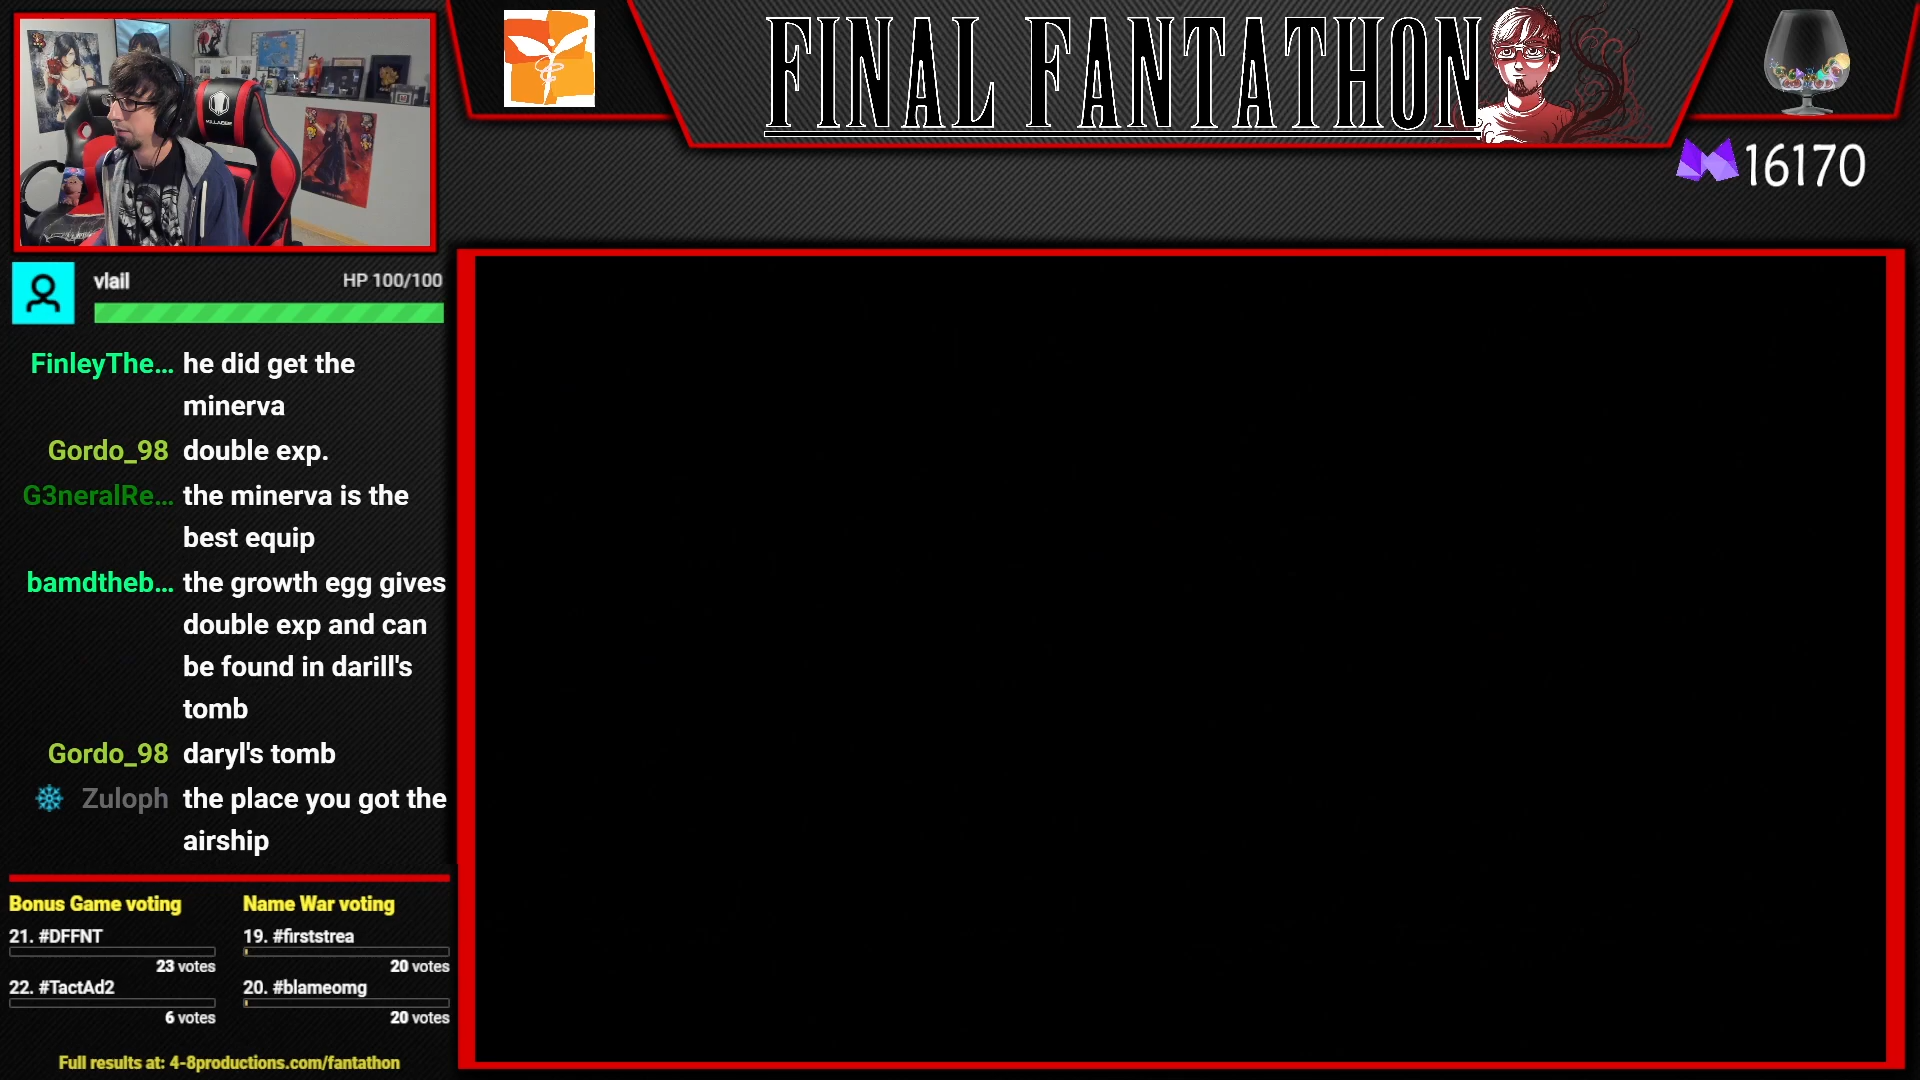 FINAL FANTATHON
16170
vlail
HP 100/100
FinleyThe...
he did get the
minerva
Gordo_98
double exp.
G3neralRe...
the minerva is the
best equip
bamdtheb...
the growth egg gives
double exp and can
be found in darill's
tomb
Gordo_98
daryl's tomb
Zuloph
the place you got the
airship
Bonus Game voting
21. #DFFNT
23 votes
22. #TactAd2
6 votes
Name War voting
19. #firststrea
20 votes
20. #blameomg
20 votes
Full results at: 4-8productions.com/fantathon